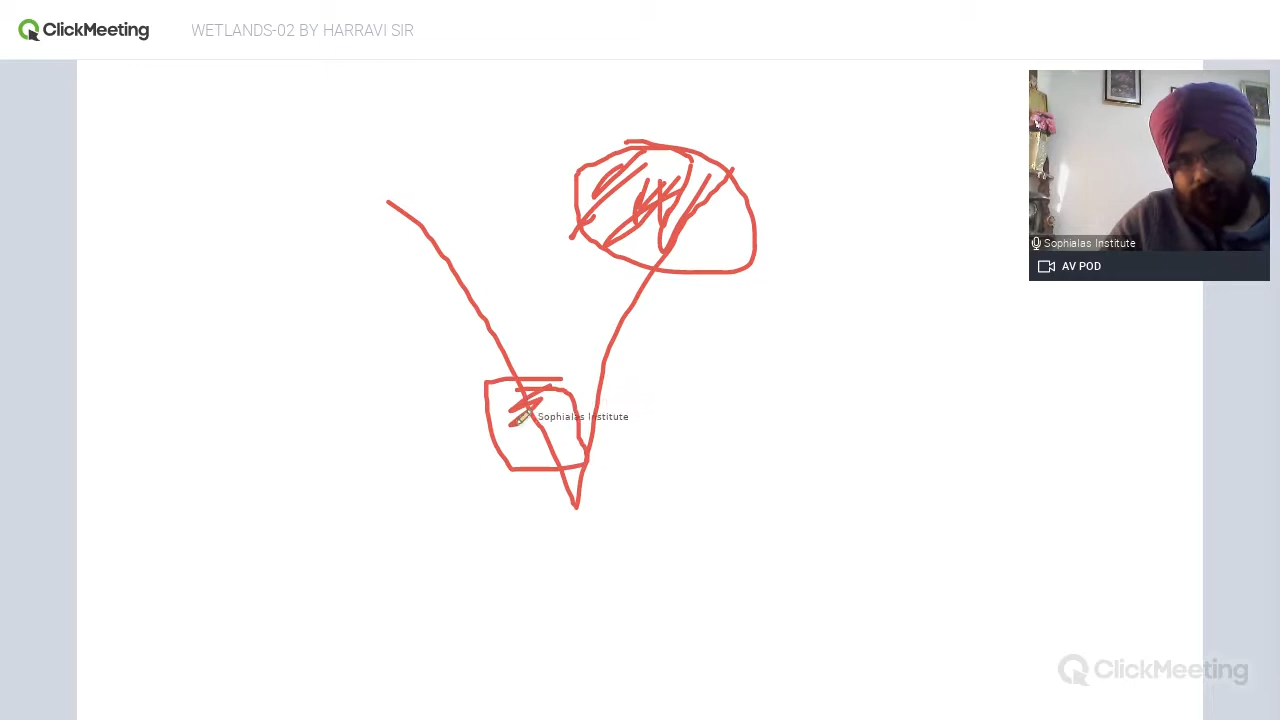 ClickMeeting WETLANDS-02 BY HARRAVI SIR
Sophialas Institute
AV POD
Sophialas Institute
ClickMeeting